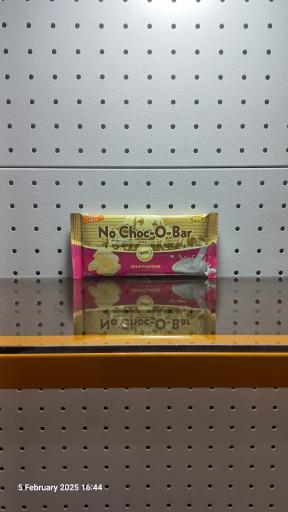 No Choc-O-Bar
MILK FLAVOUR
5 February 2025 16:44